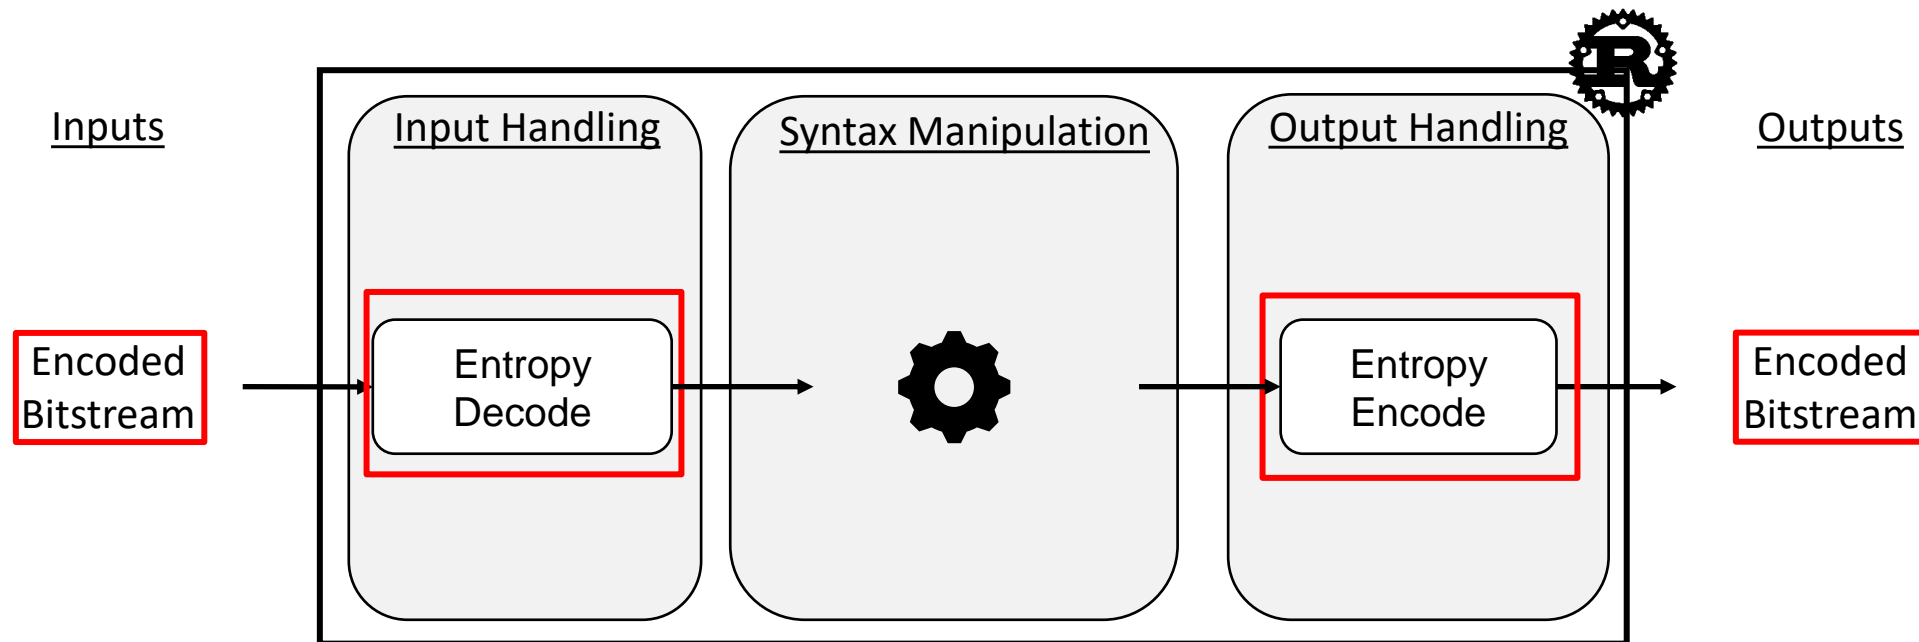 Inputs
Input Handling
Syntax Manipulation
Output Handling
Outputs
R
Encoded
Bitstream
Entropy
Decode
Entropy
Encode
Encoded
Bitstream